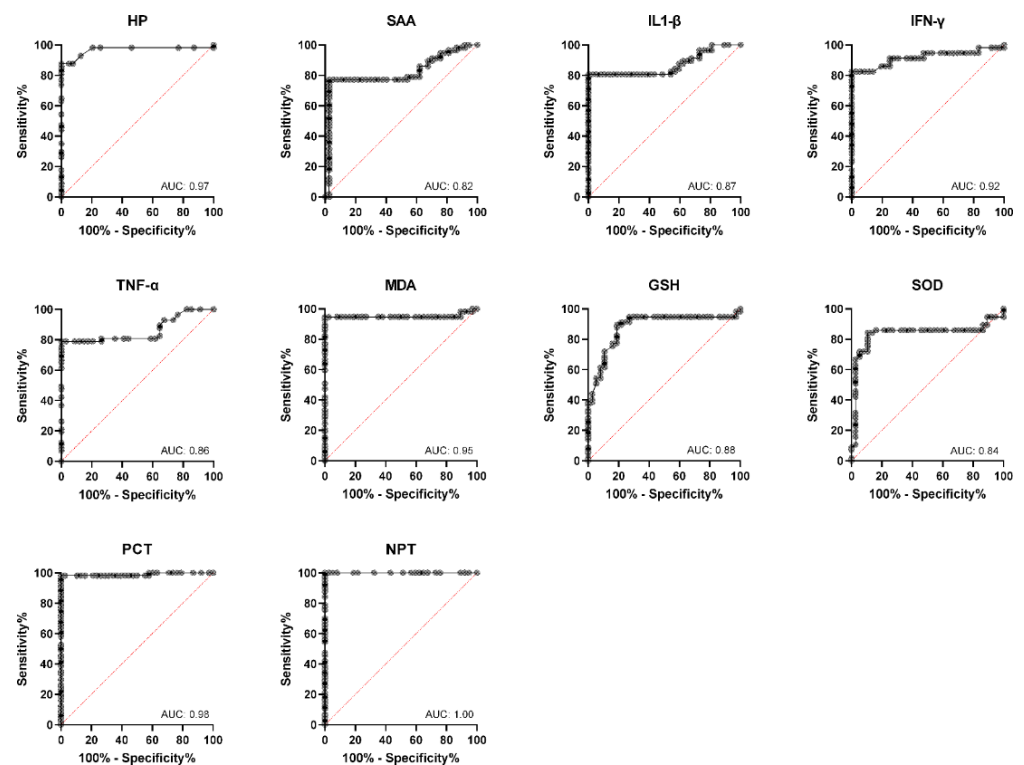 HP SAA IL1-β IFN-γ
100 100 100 100
80 80 80 80
60 60 60 60
40 40 40 40
20 20 20 20
0 0 0 0
Sensitivity% Sensitivity% Sensitivity% Sensitivity%
AUC: 0.97 AUC: 0.82 AUC: 0.87 AUC: 0.92
0 20 40 60 80 100 0 20 40 60 80 100 0 20 40 60 80 100 0 20 40 60 80 100
100% - Specificity% 100% - Specificity% 100% - Specificity% 100% - Specificity%
TNF-α MDA GSH SOD
100 100 100 100
80 80 80 80
60 60 60 60
40 40 40 40
20 20 20 20
0 0 0 0
Sensitivity% Sensitivity% Sensitivity% Sensitivity%
AUC: 0.86 AUC: 0.95 AUC: 0.88 AUC: 0.84
0 20 40 60 80 100 0 20 40 60 80 100 0 20 40 60 80 100 0 20 40 60 80 100
100% - Specificity% 100% - Specificity% 100% - Specificity% 100% - Specificity%
PCT NPT
100 100
80 80
60 60
40 40
20 20
0 0
Sensitivity% Sensitivity%
AUC: 0.98 AUC: 1.00
0 20 40 60 80 100 0 20 40 60 80 100
100% - Specificity% 100% - Specificity%